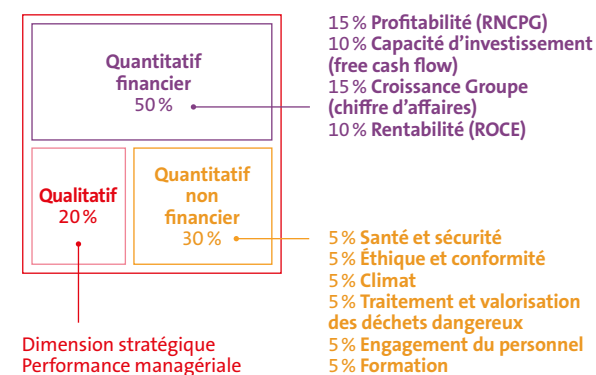 Quantitatif
financier
50 %
15 % Profitabilité (RNCPG)
10 % Capacité d’investissement
(free cash flow)
15 % Croissance Groupe
(chiffre d’affaires)
10 % Rentabilité (ROCE)
Qualitatif
20 %
Quantitatif
non
financier
30 %
5 % Santé et sécurité
5 % Éthique et conformité
5 % Climat
5 % Traitement et valorisation
des déchets dangereux
5 % Engagement du personnel
5 % Formation
Dimension stratégique
Performance managériale